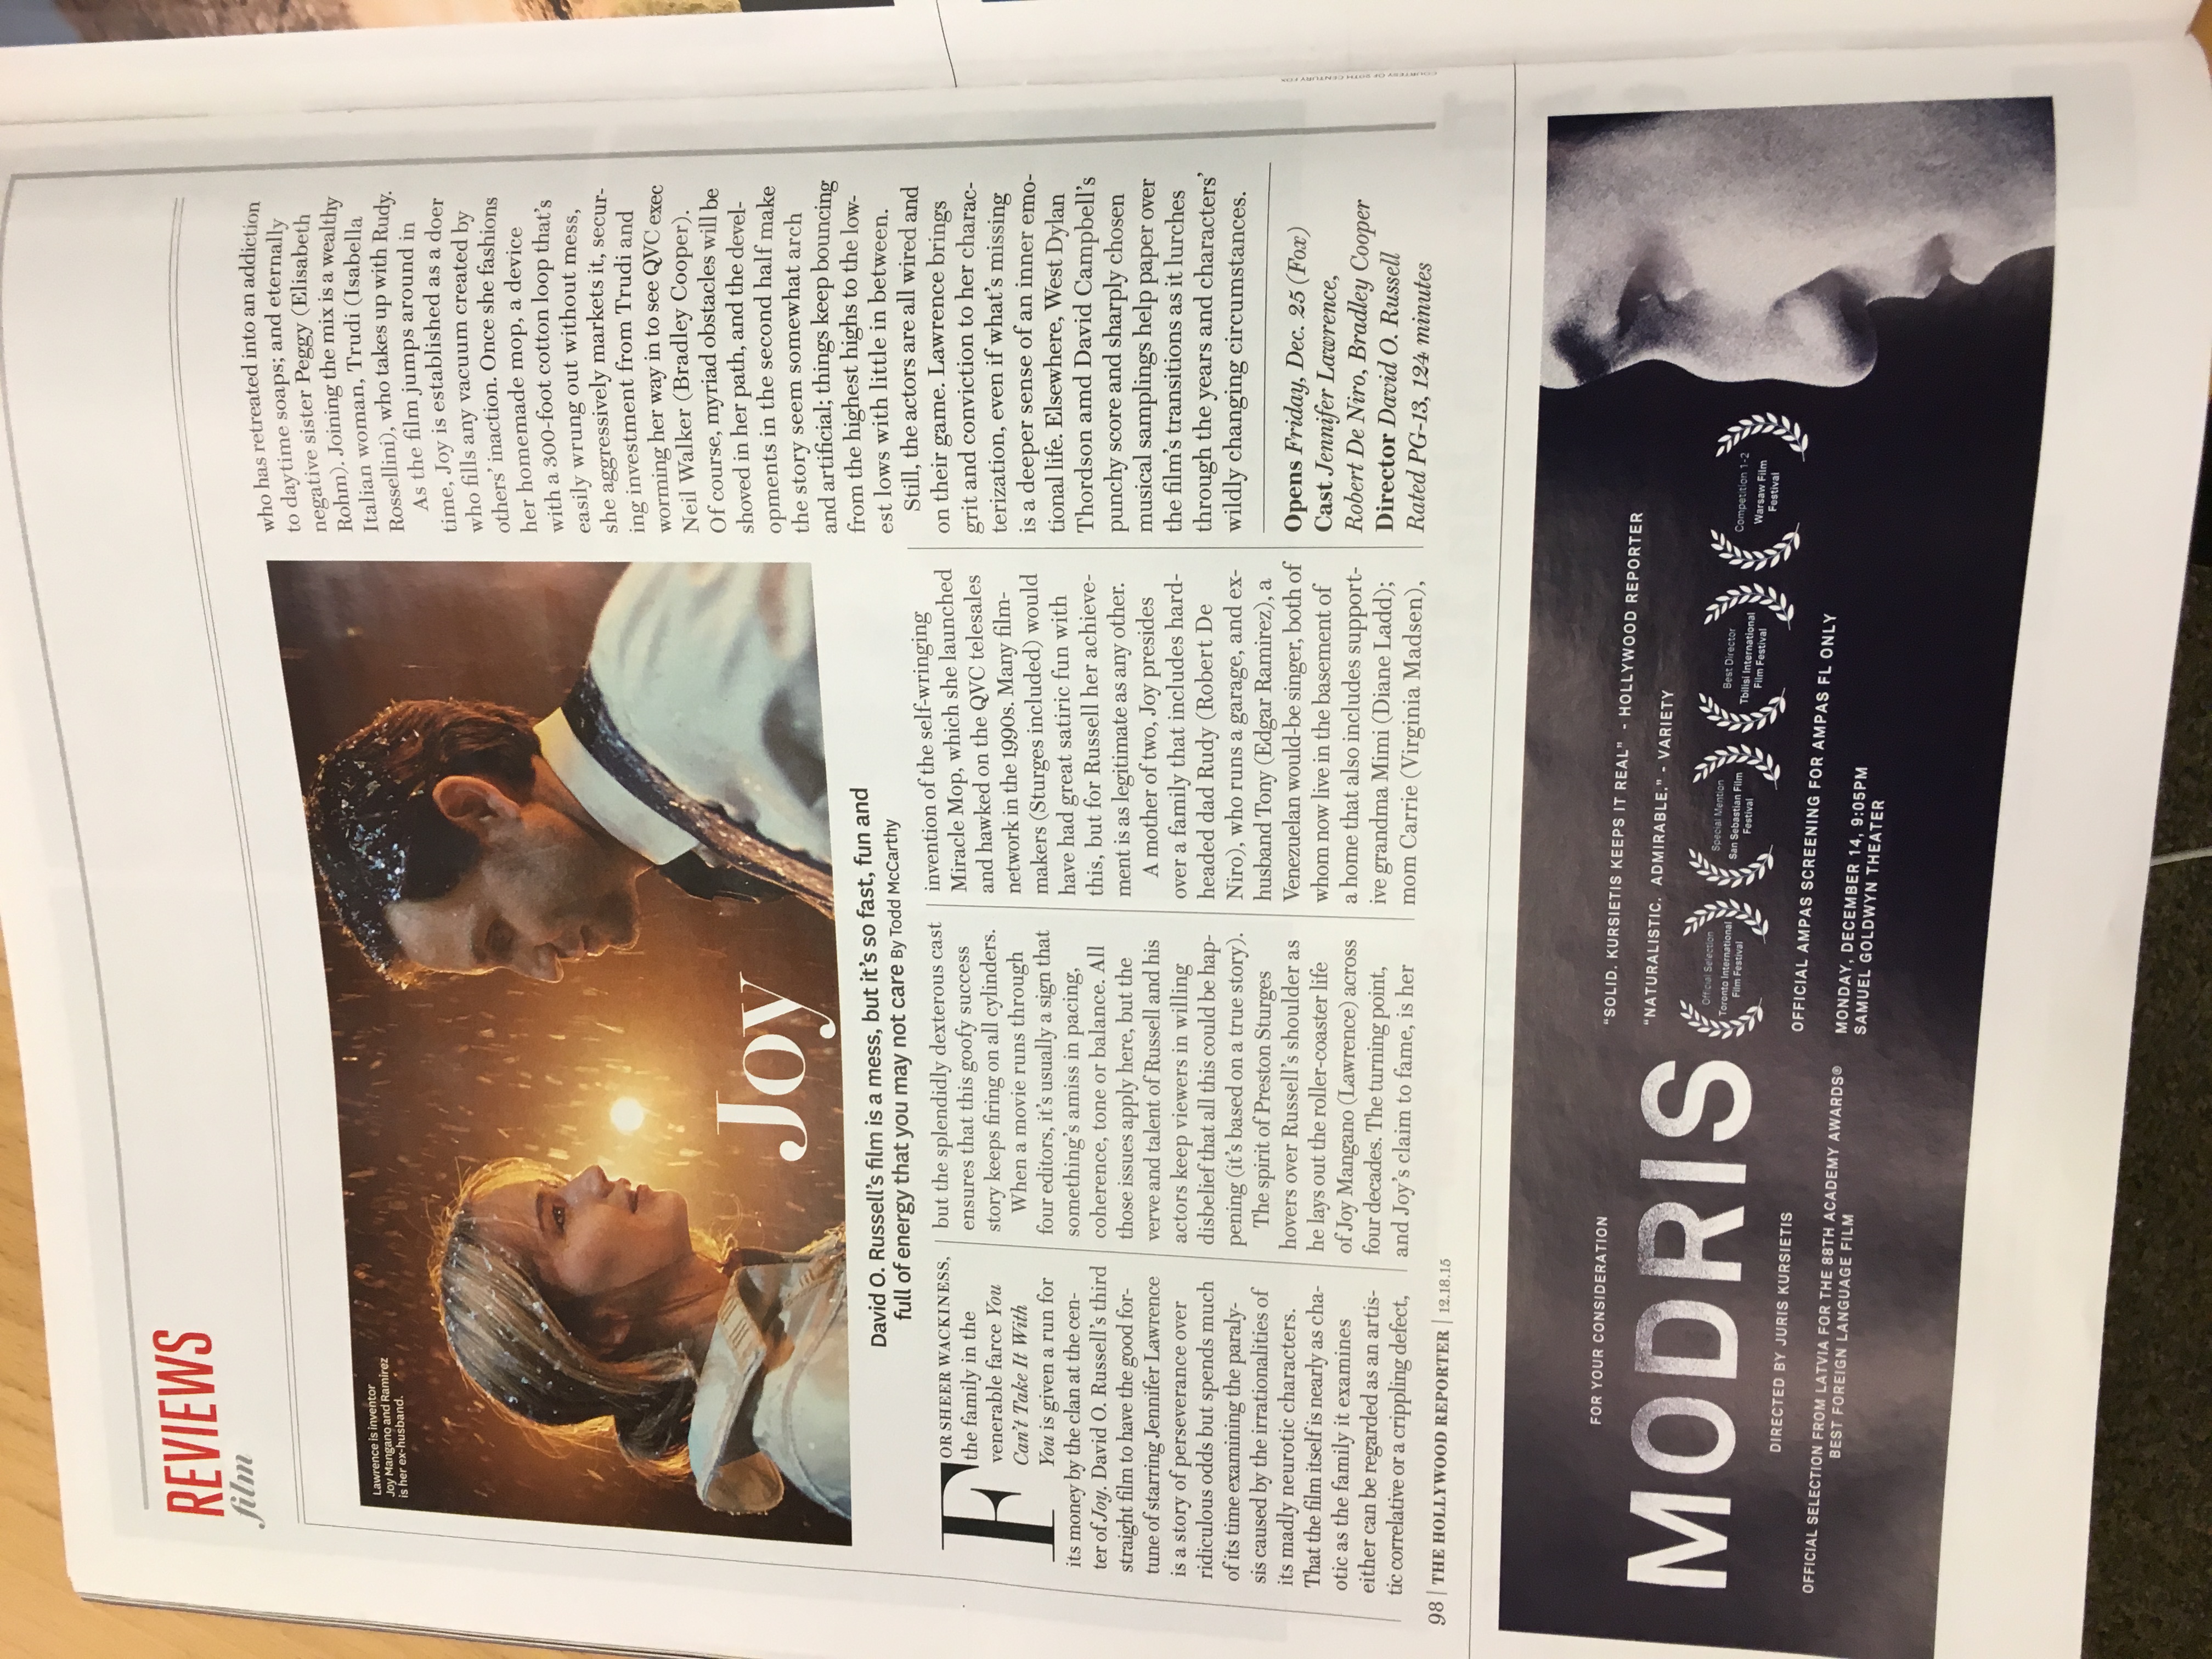 REVIEWS
film
Lawrence is inventor
Joy Mangano and Ramirez
is her ex-husband.
Joy
David O. Russell's film is a mess, but it's so fast, fun and
full of energy that you may not care By Todd McCarthy
FOR SHEER WACKINESS,
the family in the
venerable farce You
Can't Take It With
You is given a run for
its money by the clan at the cen-
ter of Joy. David O. Russell's third
straight film to have the good for-
tune of starring Jennifer Lawrence
is a story of perseverance over
ridiculous odds but spends much
of its time examining the paraly-
sis caused by the irrationalities of
its madly neurotic characters.
That the film itself is nearly as cha-
otic as the family it examines
either can be regarded as an artis-
tic correlative or a crippling defect,
but the splendidly dexterous cast
ensures that this goofy success
story keeps firing on all cylinders.
When a movie runs through
four editors, it's usually a sign that
something's amiss in pacing,
coherence, tone or balance. All
those issues apply here, but the
verve and talent of Russell and his
actors keep viewers in willing
disbelief that all this could be hap-
pening (it's based on a true story).
The spirit of Preston Sturges
hovers over Russell's shoulder as
he lays out the roller-coaster life
of Joy Mangano (Lawrence) across
four decades. The turning point,
and Joy's claim to fame, is her
invention of the self-wringing
Miracle Mop, which she launched
and hawked on the QVC telesales
network in the 1990s. Many film-
makers (Sturges included) would
have had great satiric fun with
this, but for Russell her achieve-
ment is as legitimate as any other.
A mother of two, Joy presides
over a family that includes hard-
headed dad Rudy (Robert De
Niro), who runs a garage, and ex-
husband Tony (Edgar Ramirez), a
Venezuelan would-be singer, both of
whom now live in the basement of
a home that also includes support-
ive grandma Mimi (Diane Ladd);
mom Carrie (Virginia Madsen),
who has retreated into an addiction
to daytime soaps; and eternally
negative sister Peggy (Elisabeth
Rohm). Joining the mix is a wealthy
Italian woman, Trudi (Isabella
Rossellini), who takes up with Rudy.
As the film jumps around in
time, Joy is established as a doer
who fills any vacuum created by
others' inaction. Once she fashions
her homemade mop, a device
with a 300-foot cotton loop that's
easily wrung out without mess,
she aggressively markets it, secur-
ing investment from Trudi and
worming her way in to see QVC exec
Neil Walker (Bradley Cooper).
Of course, myriad obstacles will be
shoved in her path, and the devel-
opments in the second half make
the story seem somewhat arch
and artificial; things keep bouncing
from the highest highs to the low-
est lows with little in between.
Still, the actors are all wired and
on their game. Lawrence brings
grit and conviction to her charac-
terization, even if what's missing
is a deeper sense of an inner emo-
tional life. Elsewhere, West Dylan
Thordson amd David Campbell's
punchy score and sharply chosen
musical samplings help paper over
the film's transitions as it lurches
through the years and characters'
wildly changing circumstances.
Opens Friday, Dec. 25 (Fox)
Cast Jennifer Lawrence,
Robert De Niro, Bradley Cooper
Director David O. Russell
Rated PG-13, 124 minutes
COURTESY OF 20TH CENTURY FOX
98 | THE HOLLYWOOD REPORTER | 12.18.15
FOR YOUR CONSIDERATION
MODRIS
DIRECTED BY JURIS KURSIETIS
OFFICIAL SELECTION FROM LATVIA FOR THE 88TH ACADEMY AWARDS®
BEST FOREIGN LANGUAGE FILM
"SOLID. KURSIETIS KEEPS IT REAL" - HOLLYWOOD REPORTER
"NATURALISTIC. ADMIRABLE." - VARIETY
Official Selection
Toronto International
Film Festival
Special Mention
San Sebastian Film
Festival
Best Director
Tbilisi International
Film Festival
Competition 1-2
Warsaw Film
Festival
OFFICIAL AMPAS SCREENING FOR AMPAS FL ONLY
MONDAY, DECEMBER 14, 9:05PM
SAMUEL GOLDWYN THEATER